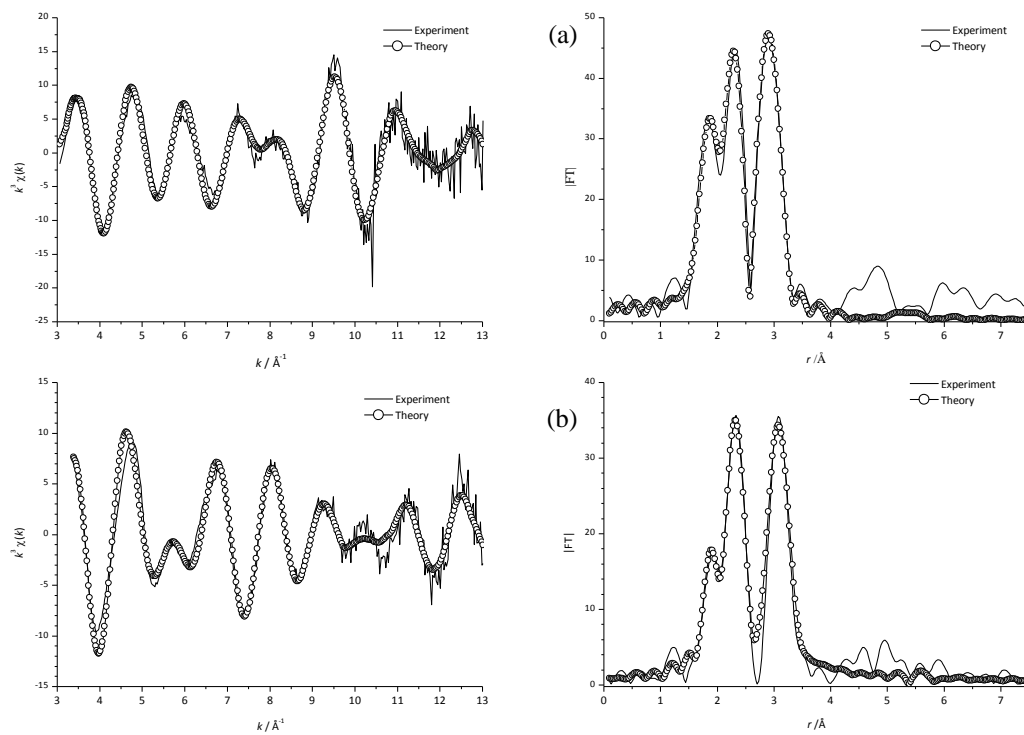 Experiment
Theory
k³ χ(k)
20
15
10
5
0
-5
-10
-15
-20
-25
3 4 5 6 7 8 9 10 11 12 13
k / Å⁻¹
(a)
Experiment
Theory
|FT|
50
40
30
20
10
0
0 1 2 3 4 5 6 7
r /Å
Experiment
Theory
k³ χ(k)
15
10
5
0
-5
-10
-15
3 4 5 6 7 8 9 10 11 12 13
k / Å⁻¹
(b)
Experiment
Theory
|FT|
40
30
20
10
0
0 1 2 3 4 5 6 7
r /Å